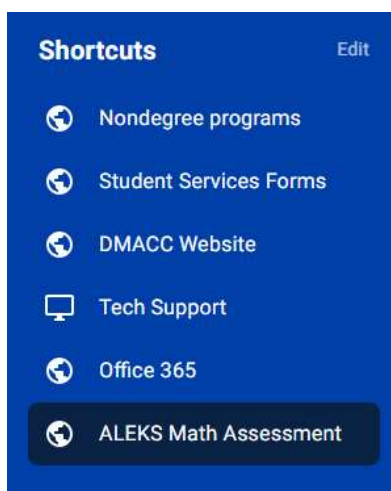 Shortcuts Edit
Nondegree programs
Student Services Forms
DMACC Website
Tech Support
Office 365
ALEKS Math Assessment